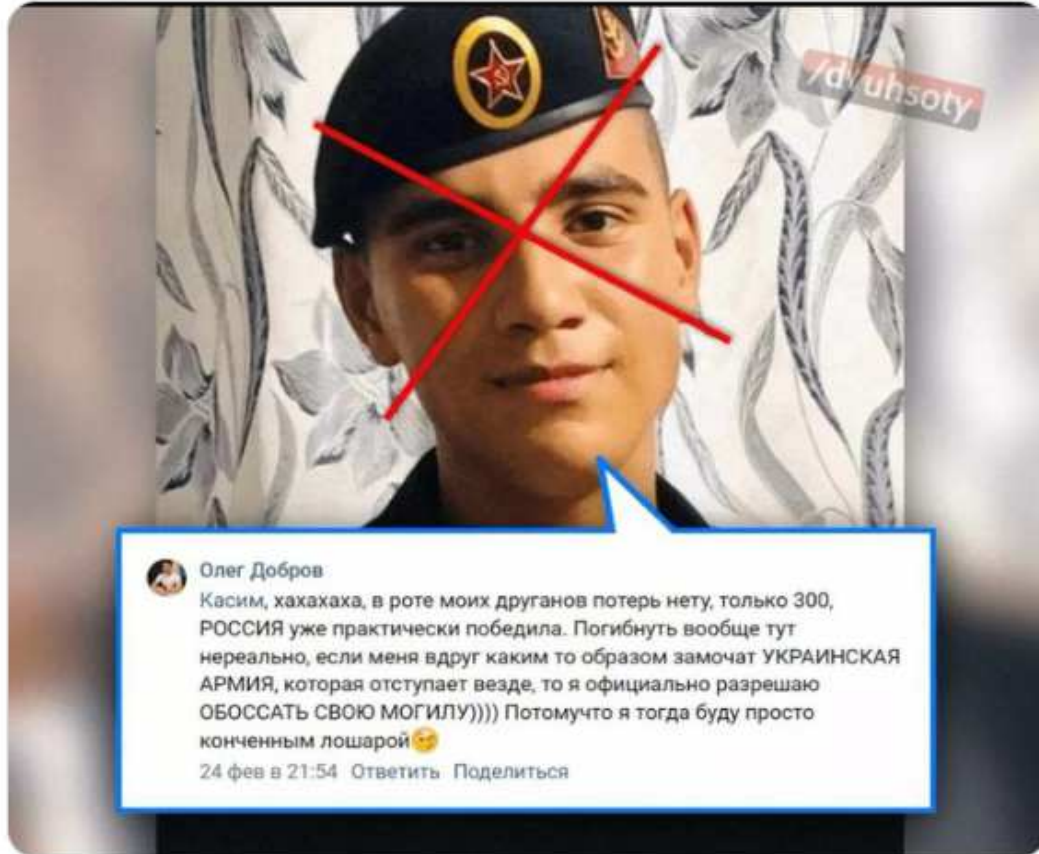 /dvuhsoty
Олег Добров
Касим, хахахаха, в роте моих друганов потерь нету, только 300,
РОССИЯ уже практически победила. Погибнуть вообще тут
нереально, если меня вдруг каким то образом замочат УКРАИНСКАЯ
АРМИЯ, которая отступает везде, то я официально разрешаю
ОБОССАТЬ СВОЮ МОГИЛУ)))) Потомучто я тогда буду просто
конченным лошарой
24 фев в 21:54 Ответить Поделиться